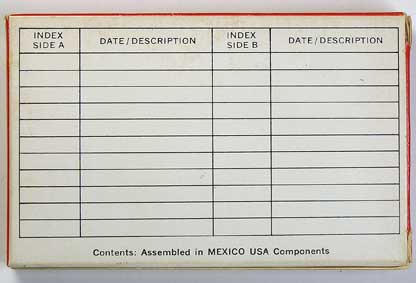 INDEX SIDE A DATE/DESCRIPTION INDEX SIDE B DATE/DESCRIPTION
Contents: Assembled in MEXICO USA Components